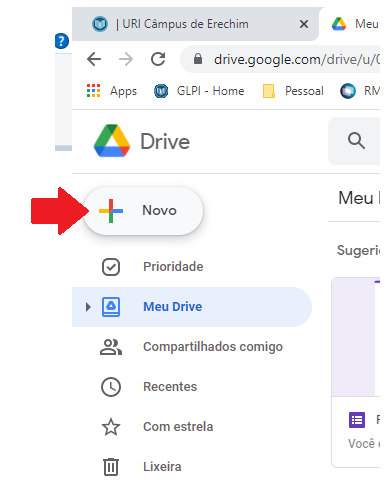 | URI Câmpus de Erechim
Meu
drive.google.com/drive/u/0
Apps
GLPI - Home
Pessoal
RM
?
Drive
Novo
Meu
Prioridade
Sugeri
Meu Drive
Compartilhados comigo
Recentes
Com estrela
Você
Lixeira